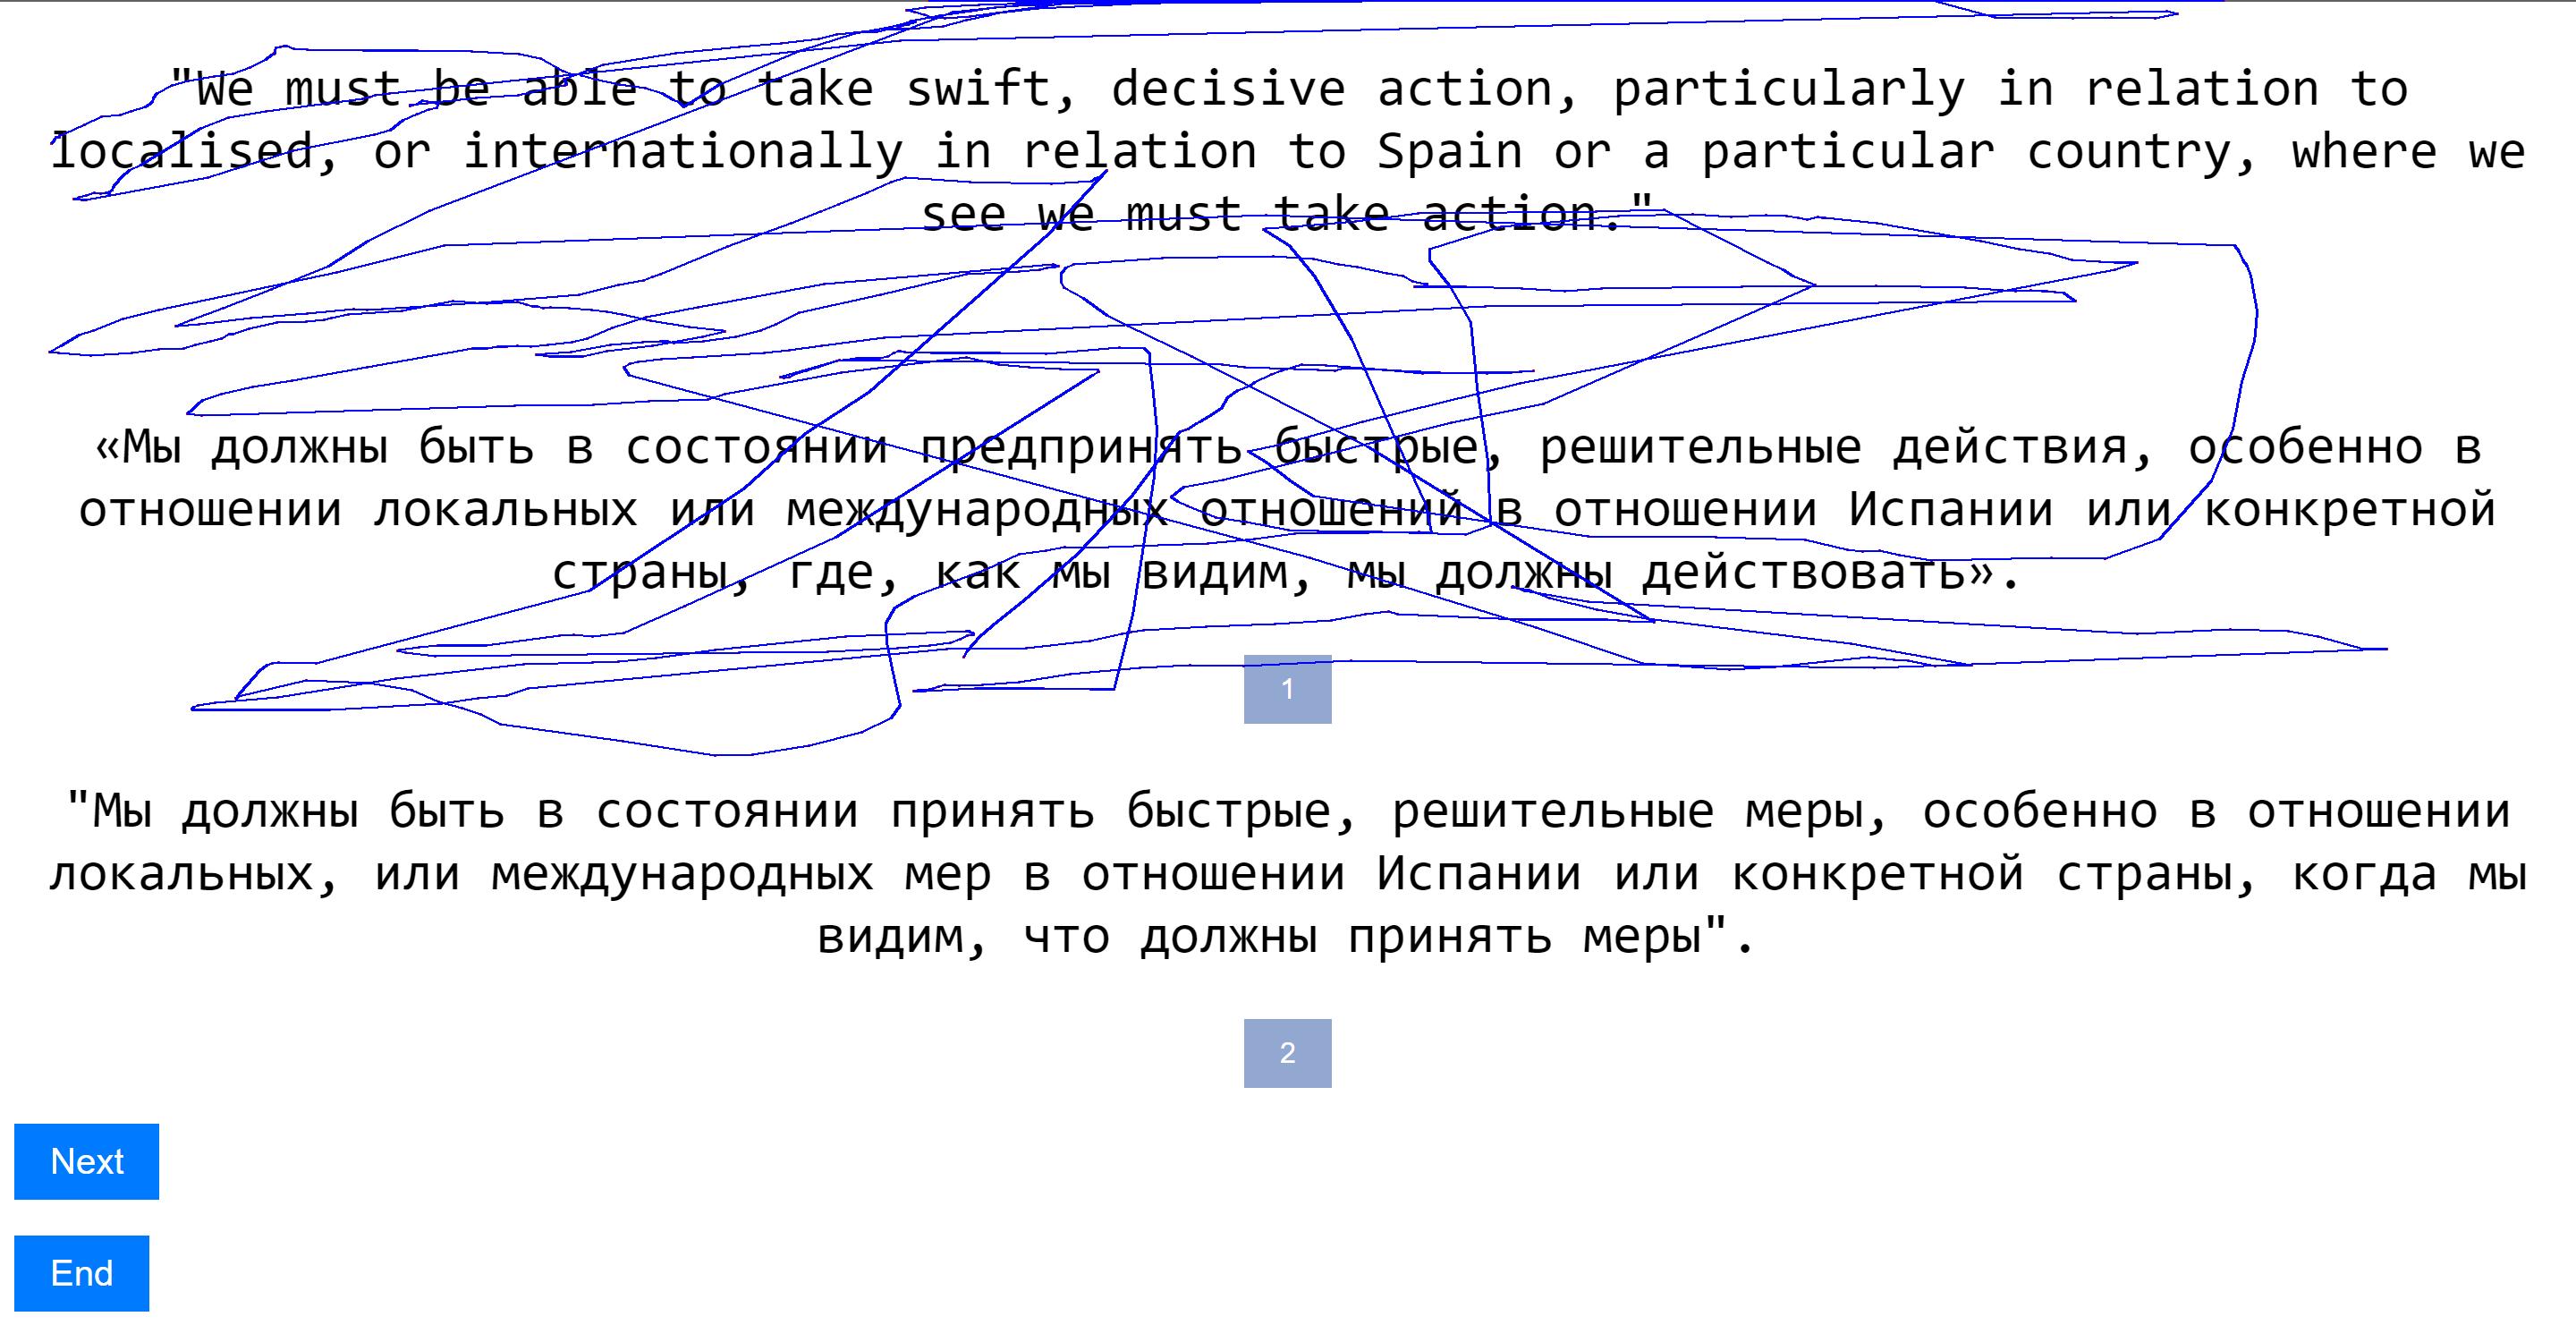 "We must be able to take swift, decisive action, particularly in relation to
localised, or internationally in relation to Spain or a particular country, where we
see we must take action."
«Мы должны быть в состоянии предпринять быстрые, решительные действия, особенно в
отношении локальных или международных отношений в отношении Испании или конкретной
страны, где, как мы видим, мы должны действовать».
1
"Мы должны быть в состоянии принять быстрые, решительные меры, особенно в отношении
локальных, или международных мер в отношении Испании или конкретной страны, когда мы
видим, что должны принять меры".
2
Next
End